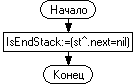 Начало
IsEndStack:=(st^.next=nil)
Конец